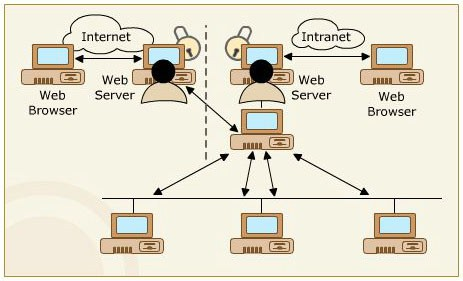 Internet
Intranet
Web
Browser
Web
Server
Web
Server
Web
Browser